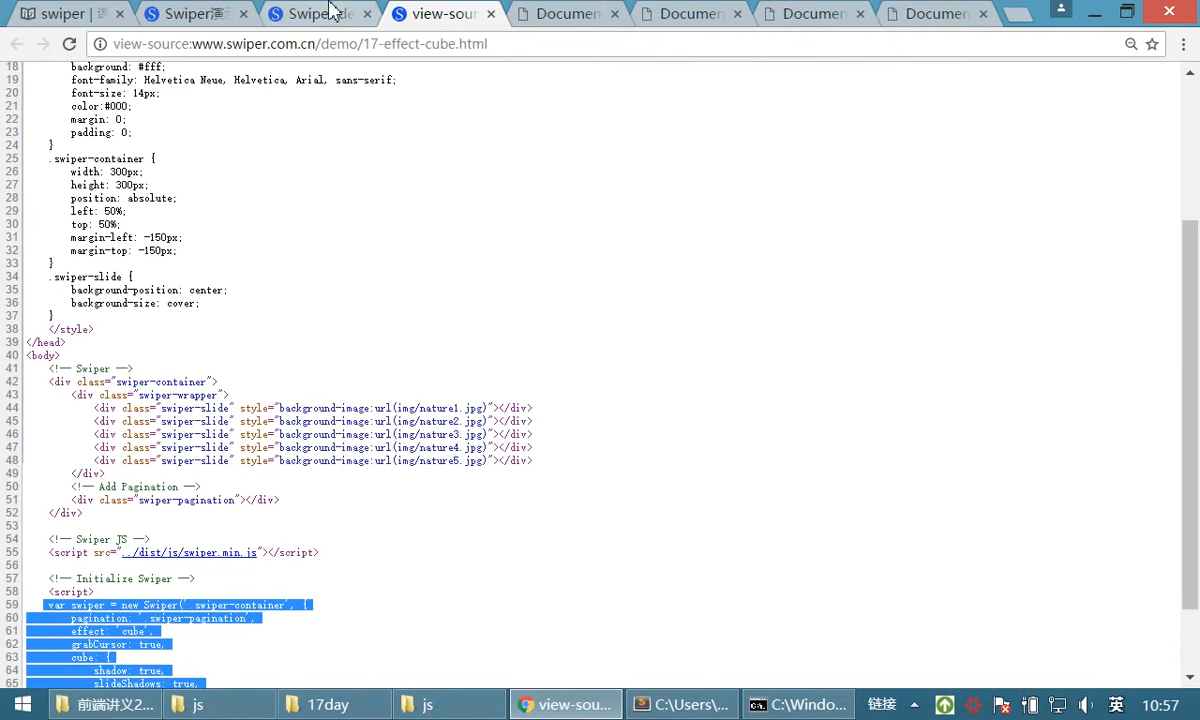 swiper |
Swiper演示
Swiper de
view-sour
Documen
Documen
Documen
Documen
view-source:www.swiper.com.cn/demo/17-effect-cube.html
18 background: #fff;
19 font-family: Helvetica Neue, Helvetica, Arial, sans-serif;
20 font-size: 14px;
21 color:#000;
22 margin: 0;
23 padding: 0;
24 }
25 .swiper-container {
26 width: 300px;
27 height: 300px;
28 position: absolute;
29 left: 50%;
30 top: 50%;
31 margin-left: -150px;
32 margin-top: -150px;
33 }
34 .swiper-slide {
35 background-position: center;
36 background-size: cover;
37 }
38 </style>
39 </head>
40 <body>
41 <!-- Swiper -->
42 <div class="swiper-container">
43 <div class="swiper-wrapper">
44 <div class="swiper-slide" style="background-image:url(img/nature1.jpg)"></div>
45 <div class="swiper-slide" style="background-image:url(img/nature2.jpg)"></div>
46 <div class="swiper-slide" style="background-image:url(img/nature3.jpg)"></div>
47 <div class="swiper-slide" style="background-image:url(img/nature4.jpg)"></div>
48 <div class="swiper-slide" style="background-image:url(img/nature5.jpg)"></div>
49 </div>
50 <!-- Add Pagination -->
51 <div class="swiper-pagination"></div>
52 </div>
53
54 <!-- Swiper JS -->
55 <script src="../dist/js/swiper.min.js"></script>
56
57 <!-- Initialize Swiper -->
58 <script>
59 var swiper = new Swiper('.swiper-container', {
60 pagination: '.swiper-pagination',
61 effect: 'cube',
62 grabCursor: true,
63 cube: {
64 shadow: true,
65 slideShadows: true,
前端讲义2...
js
17day
js
view-sou...
C:\Users\...
C:\Windo...
链接
英
10:57